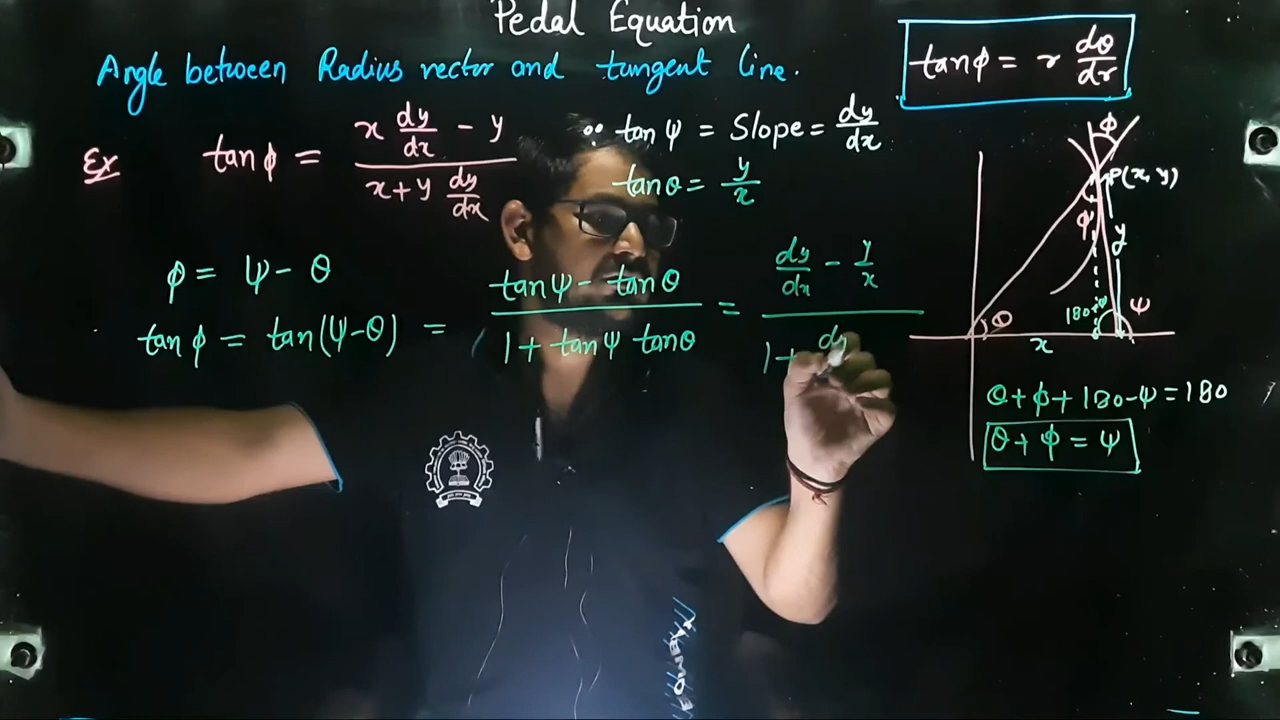 Pedal Equation
Angle between Radius vector and tangent line.
tanϕ = r dθ/dr
Ex tanϕ = (x dy/dx - y)/(x + y dy/dx)
∵ tanψ = Slope = dy/dx
tanθ = y/x
ϕ = ψ - θ
tanϕ = tan(ψ-θ) = (tanψ - tanθ)/(1 + tanψ tanθ) = (dy/dx - y/x)/(1 + dy
ϕ
P(x, y)
ϕ
y
180-ψ
ψ
θ
x
θ + ϕ + 180 - ψ = 180
θ + ϕ = ψ